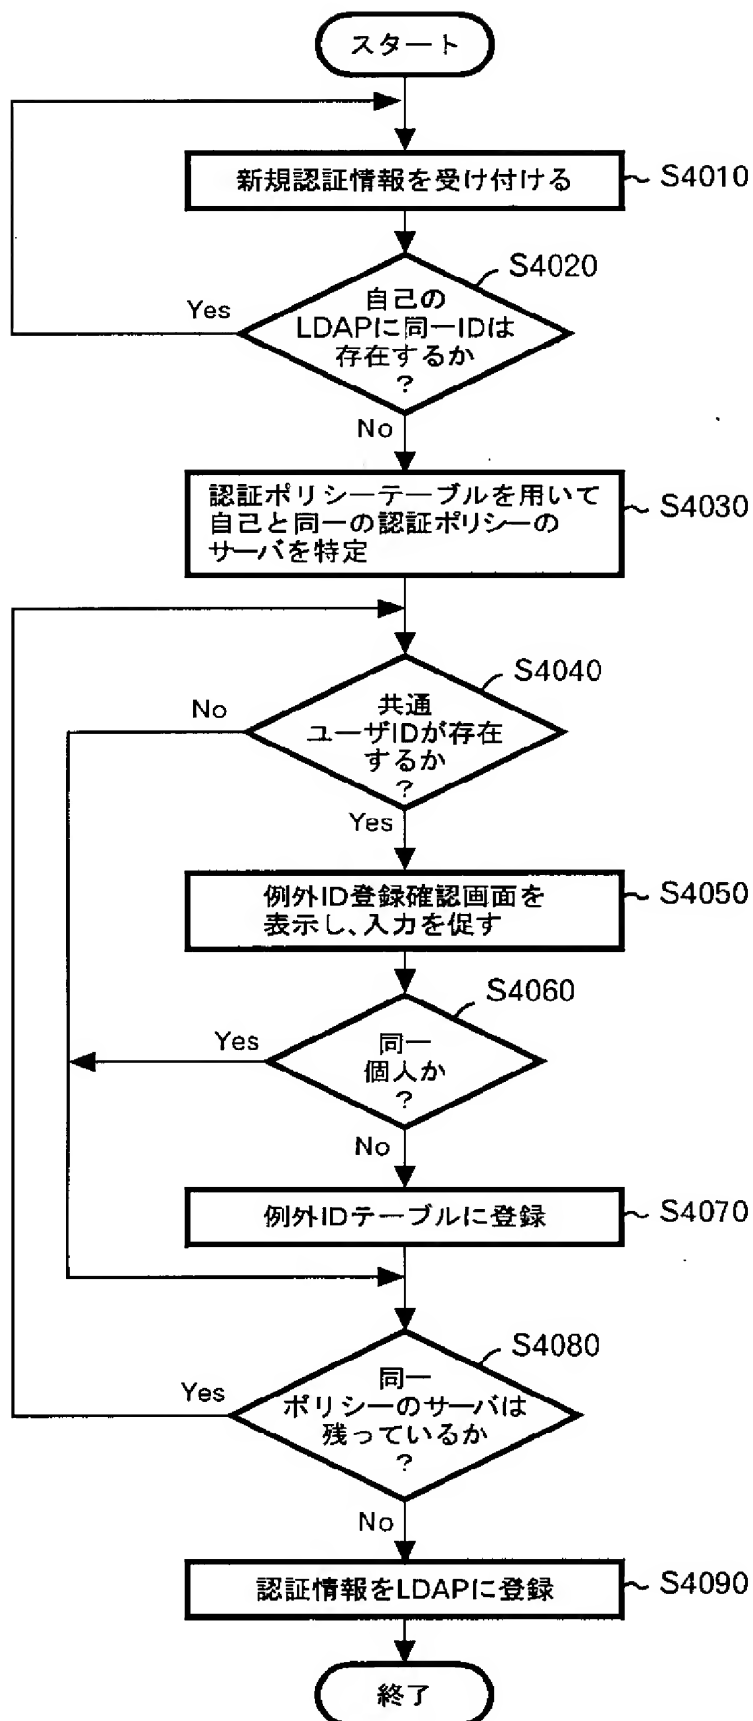 スタート
新規認証情報を受け付ける
S4010
S4020
自己の
LDAPに同一IDは
存在するか
?
Yes
No
認証ポリシーテーブルを用いて
自己と同一の認証ポリシーの
サーバを特定
S4030
S4040
共通
ユーザIDが存在
するか
?
No
Yes
例外ID登録確認画面を
表示し、入力を促す
S4050
S4060
同一
個人か
?
Yes
No
例外IDテーブルに登録
S4070
S4080
同一
ポリシーのサーバは
残っているか
?
Yes
No
認証情報をLDAPに登録
S4090
終了